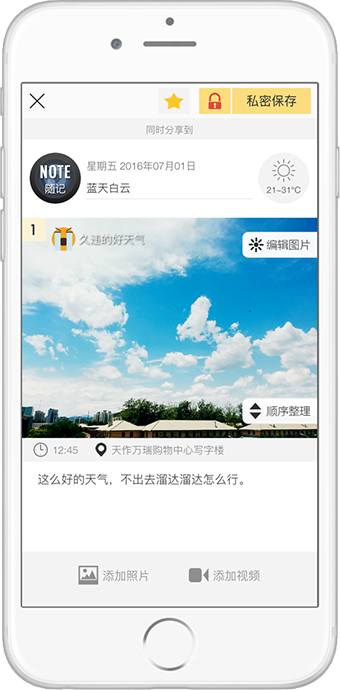 私密保存
同时分享到
NOTE
随记
星期五 2016年07月01日
蓝天白云
21~31°C
1
久违的好天气
编辑图片
顺序整理
12:45
天作万瑞购物中心写字楼
这么好的天气，不出去溜达溜达怎么行。
添加照片
添加视频